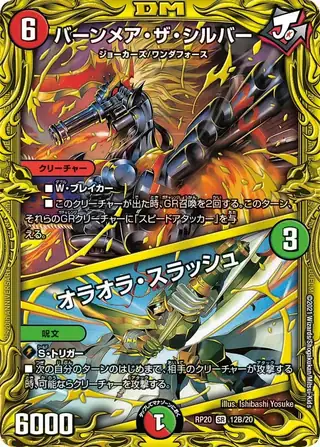 DM
6
バーンメア・ザ・シルバー
ジョーカーズ/ワンダフォース
J
クリーチャー
■W・ブレイカー
■このクリーチャーが出た時、GR召喚を2回する。このターン、
それらのGRクリーチャーに「スピードアタッカー」を与
える。
3
オラオラ・スラッシュ
呪文
■S・トリガー
■次の自分のターンのはじめまで、相手のクリーチャーが攻撃す
る時、可能ならクリーチャーを攻撃する。
illus. Ishibashi Yosuke
6000
1
RP20 SR 12B/20